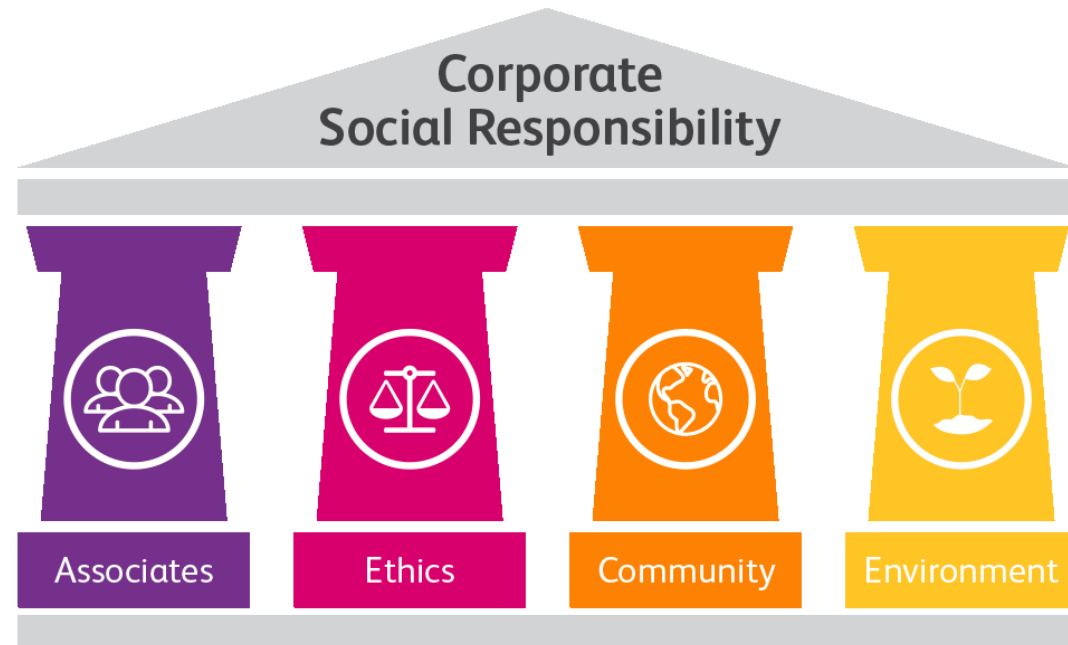 Corporate
Social Responsibility
Associates
Ethics
Community
Environment